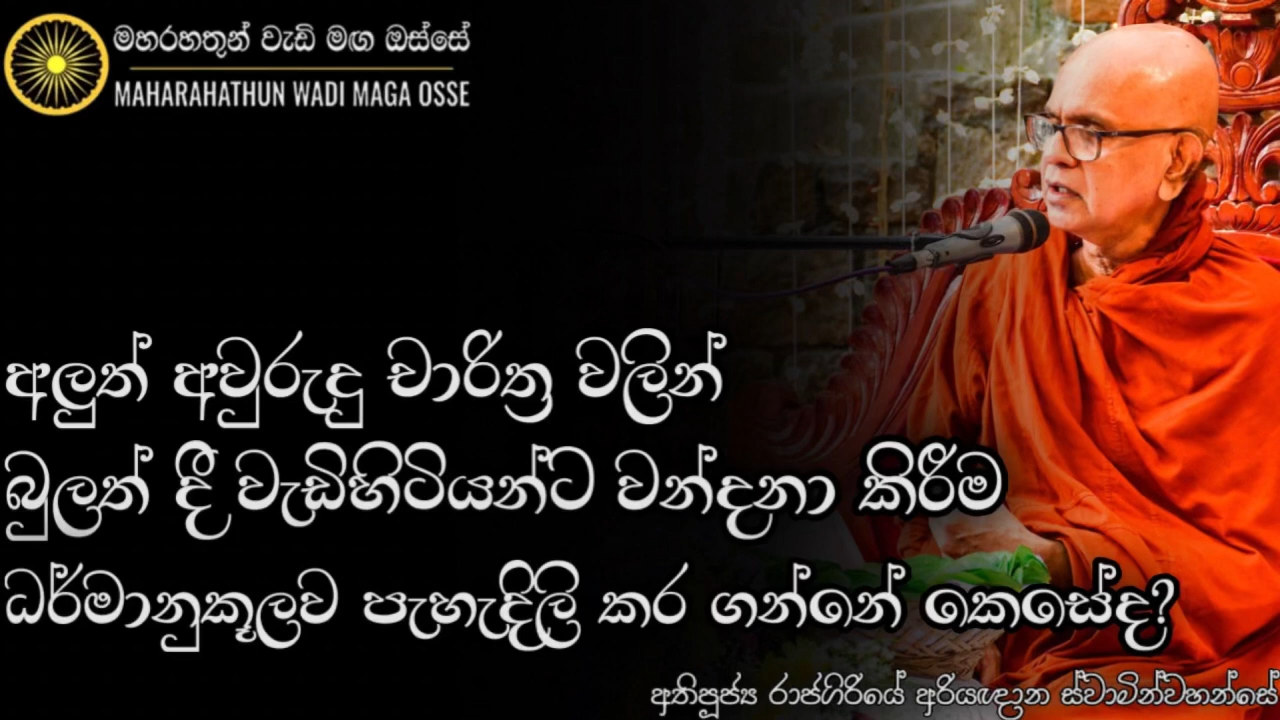 මහරහතුන් වැඩි මඟ ඔස්සේ
MAHARAHATHUN WADI MAGA OSSE
අලුත් අවුරුදු චාරිත්‍ර වලින්
බුලත් දී වැඩිහිටියන්ට වන්දනා කිරීම
ධර්මානුකූලව පැහැදිලි කර ගන්නේ කෙසේද?
අතිපූජ්‍ය රාජගිරියේ අරියඥාන ස්වාමින්වහන්සේ